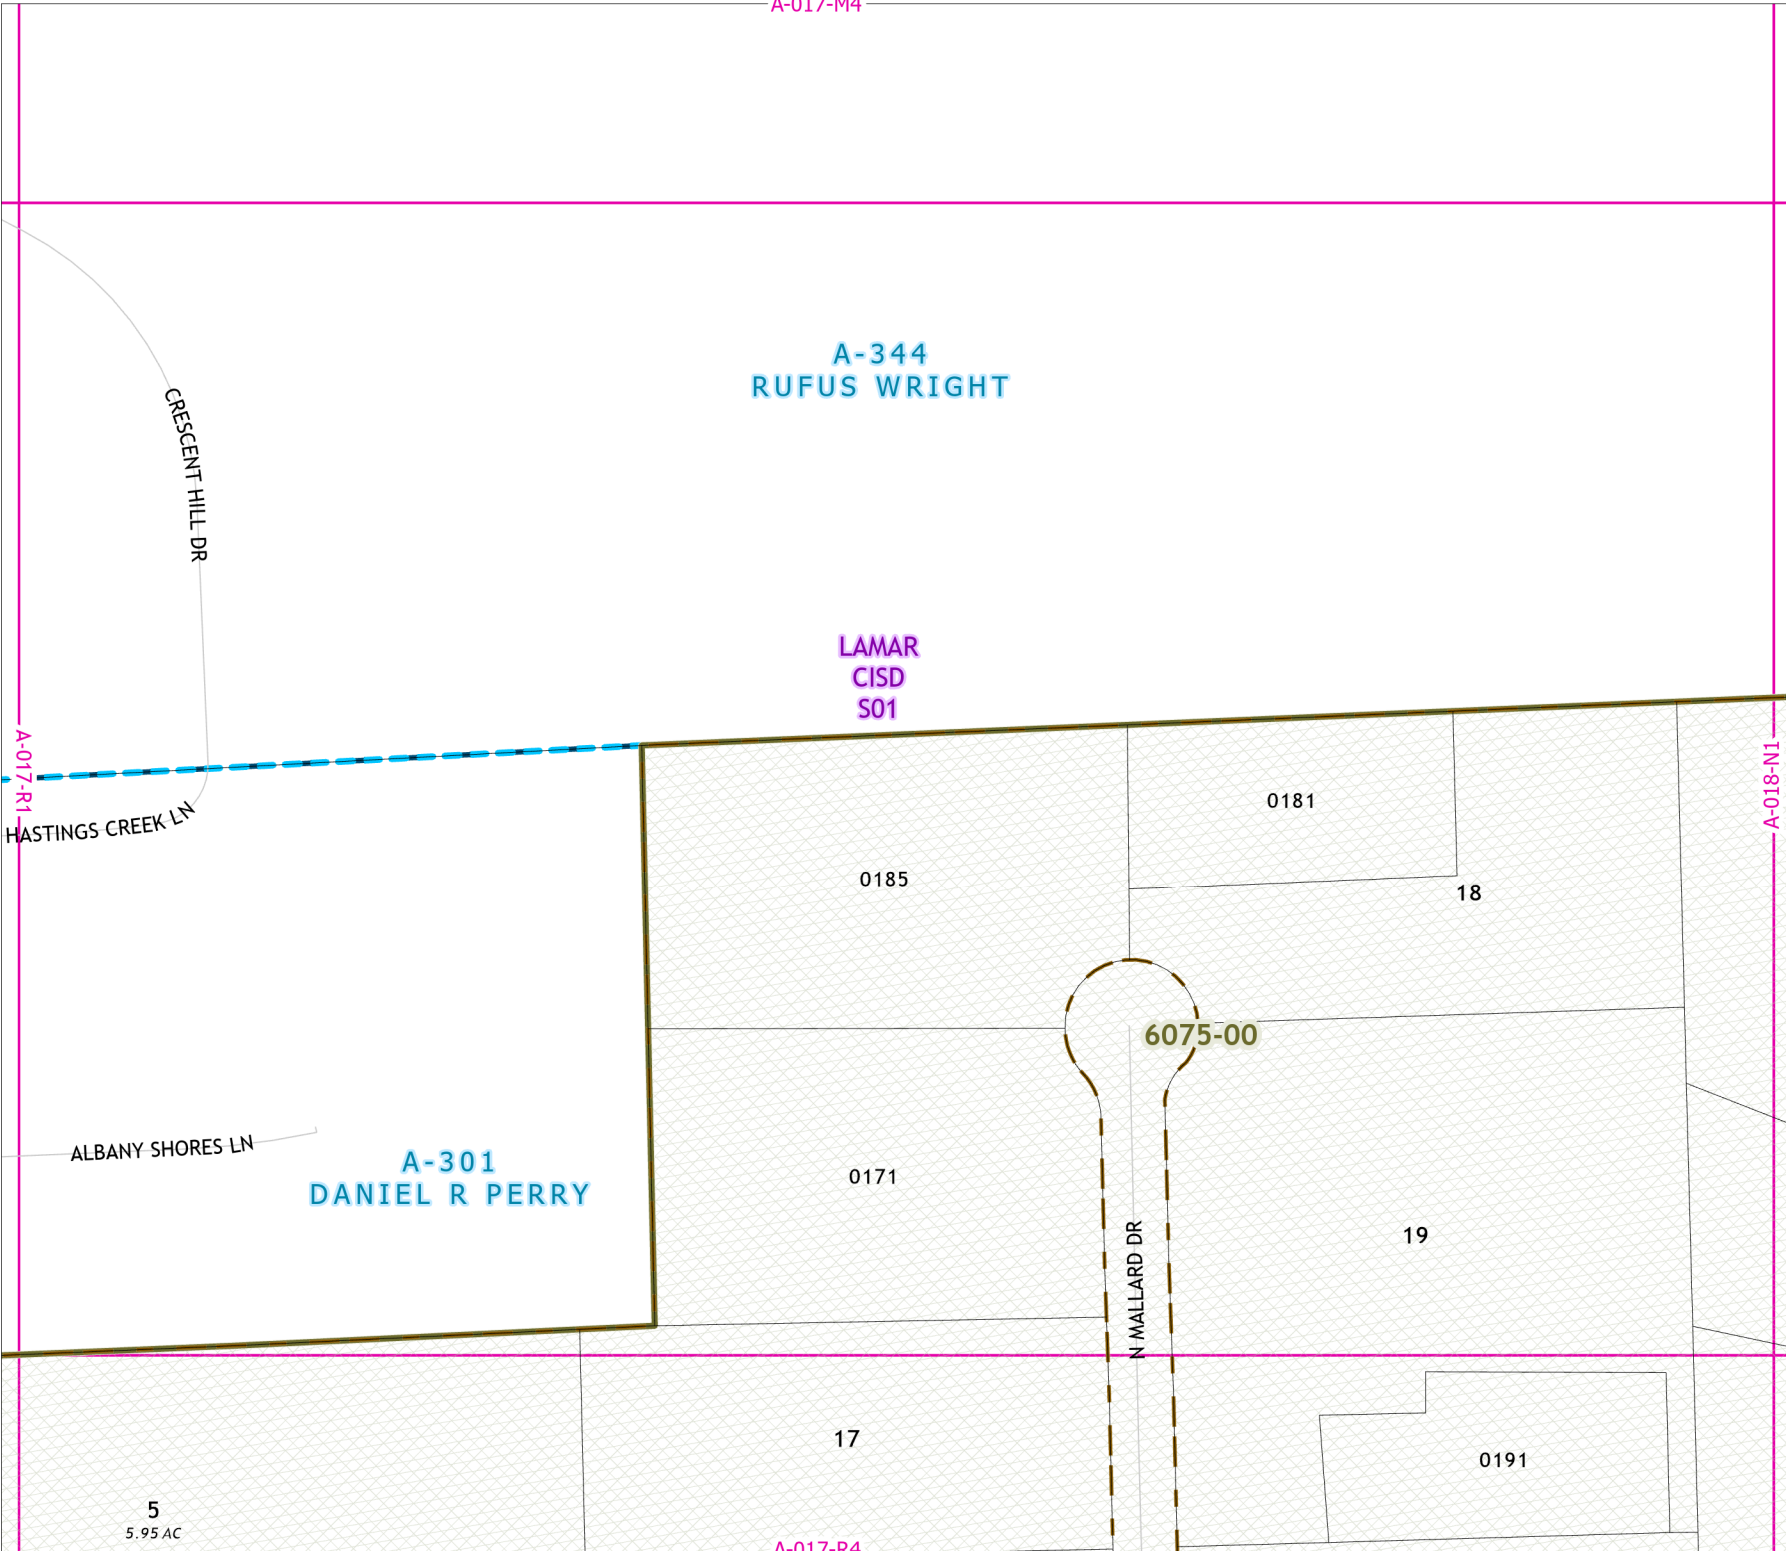 A-017-M4
A-344
RUFUS WRIGHT
CRESCENT HILL DR
LAMAR
CISD
S01
A-017-R1
A-018-N1
HASTINGS CREEK LN
0181
0185
18
6075-00
ALBANY SHORES LN
A-301
DANIEL R PERRY
0171
N MALLARD DR
19
17
0191
5
5.95 AC
A-017-R4